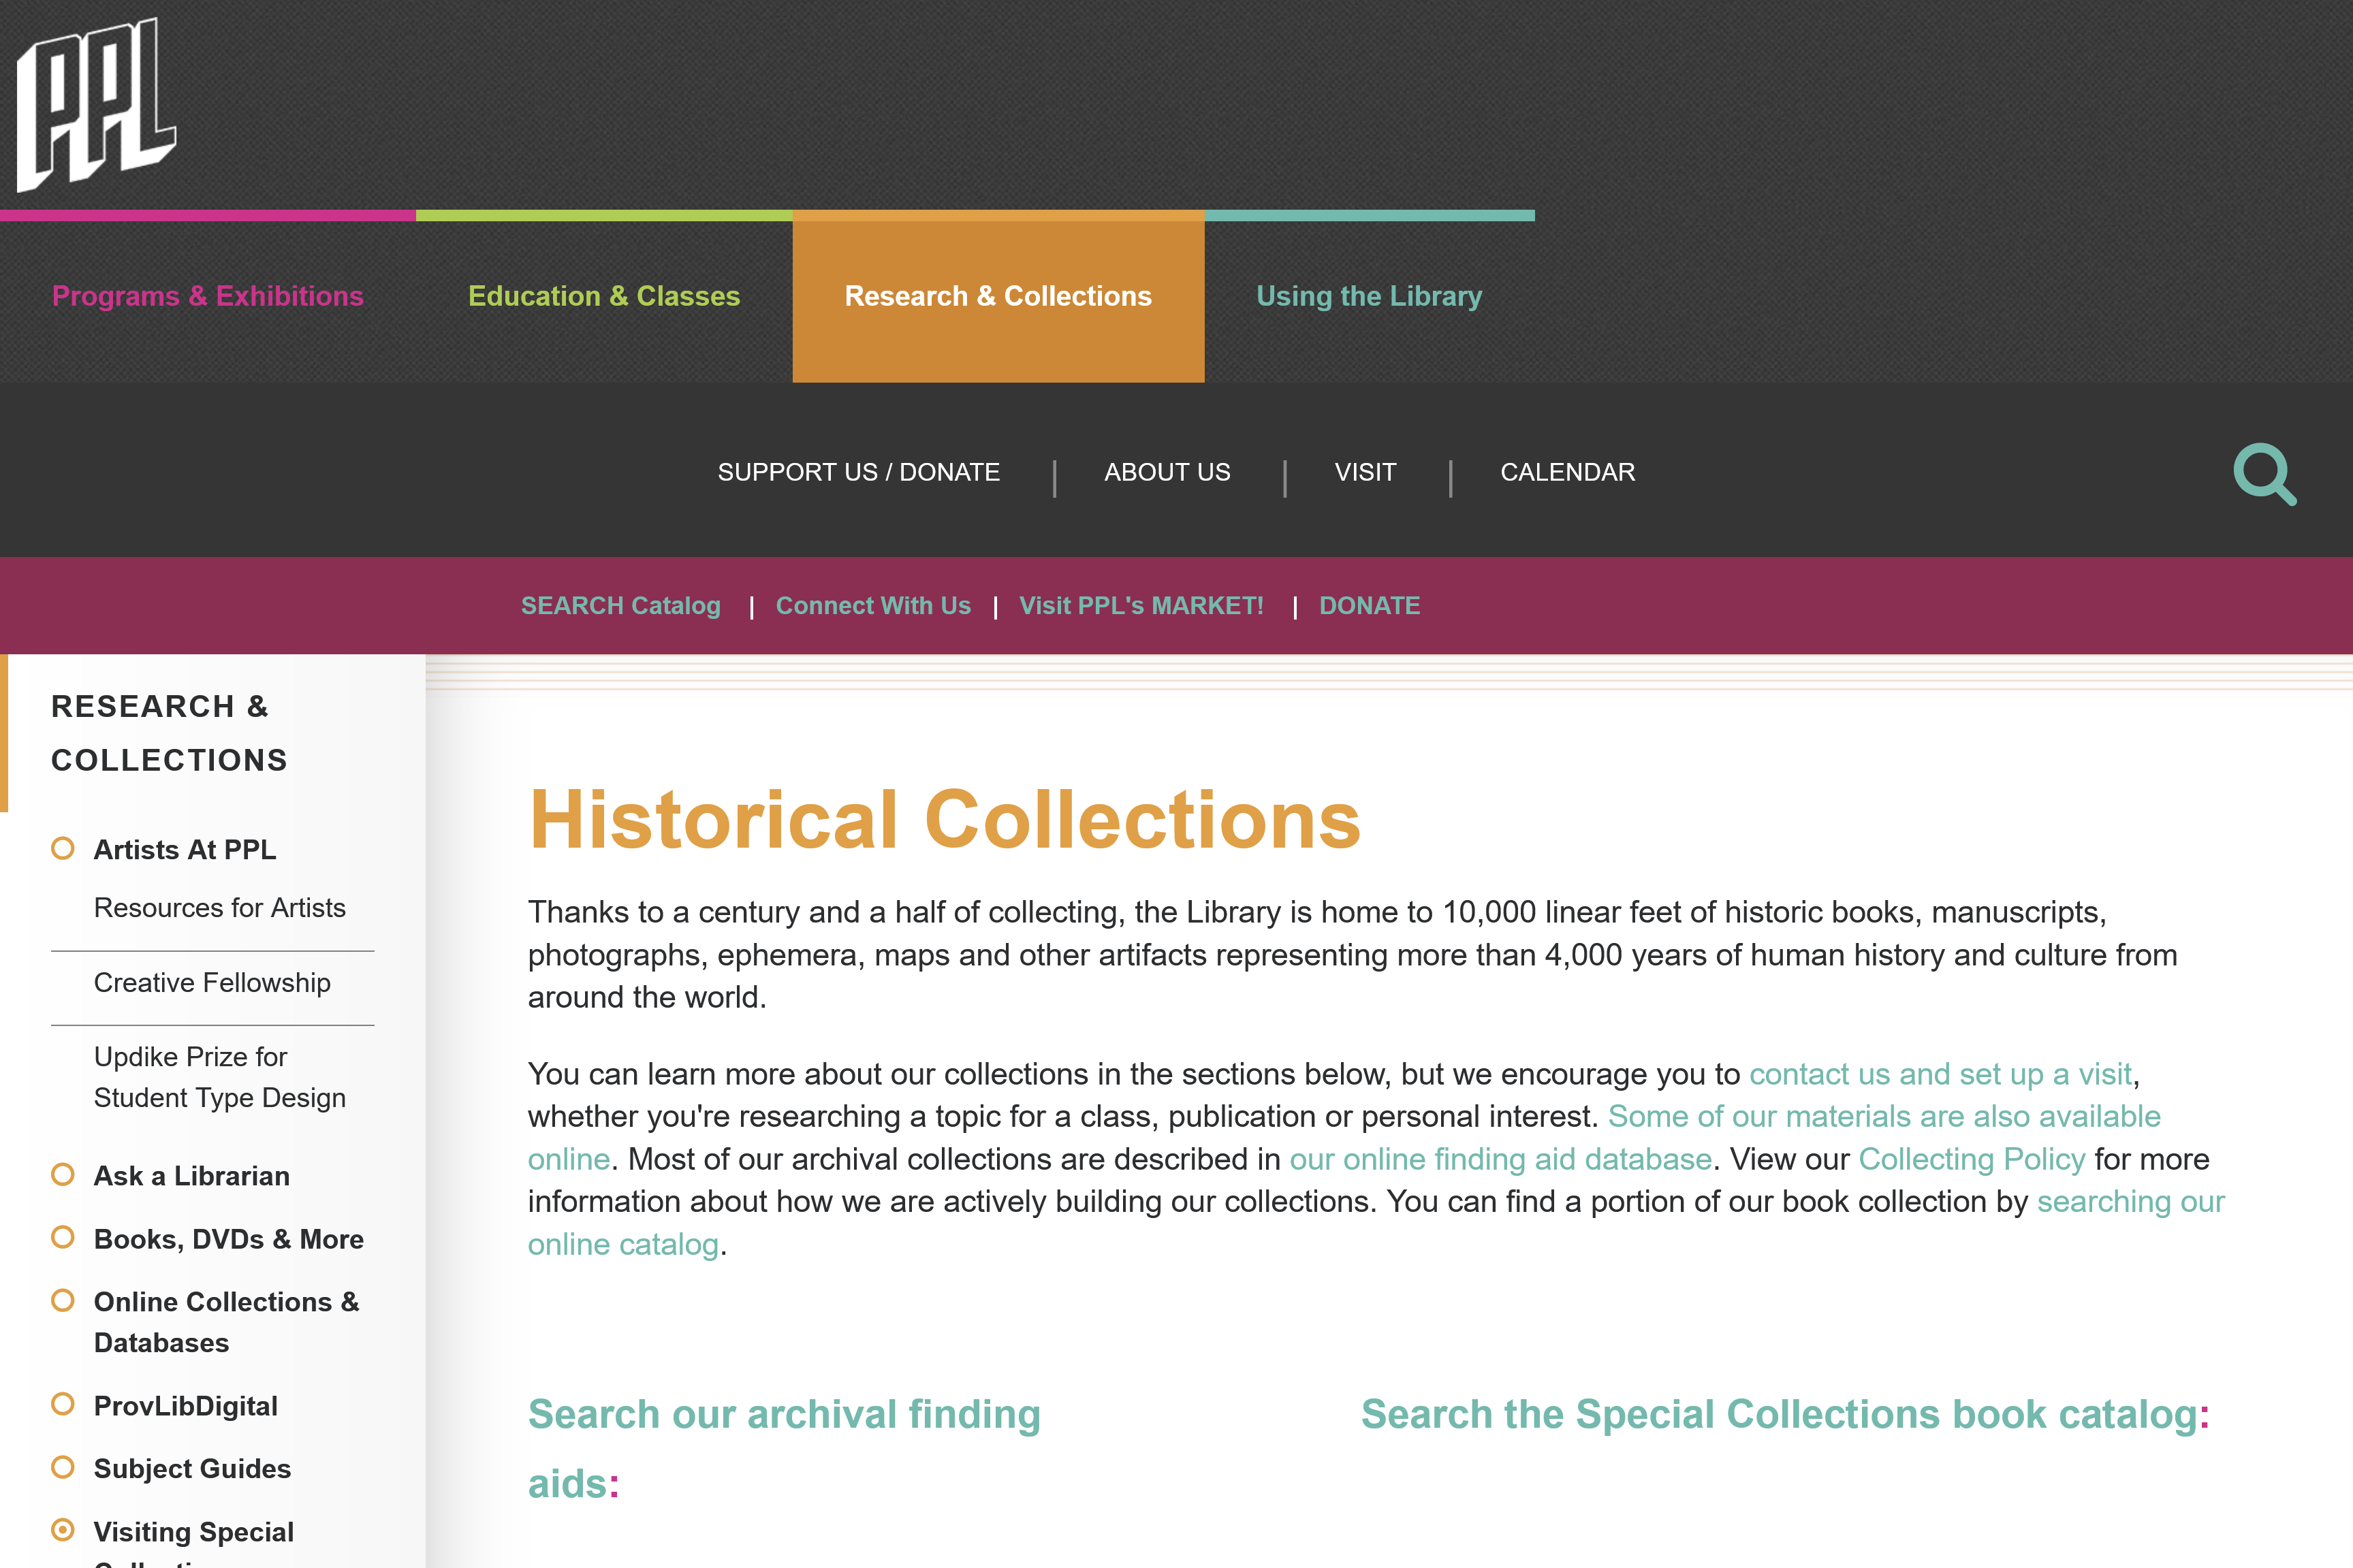 PPL
Programs & Exhibitions
Education & Classes
Research & Collections
Using the Library
SUPPORT US / DONATE | ABOUT US | VISIT | CALENDAR
SEARCH Catalog | Connect With Us | Visit PPL's MARKET! | DONATE
RESEARCH &
COLLECTIONS
Artists At PPL
Resources for Artists
Creative Fellowship
Updike Prize for
Student Type Design
Ask a Librarian
Books, DVDs & More
Online Collections &
Databases
ProvLibDigital
Subject Guides
Visiting Special
Historical Collections
Thanks to a century and a half of collecting, the Library is home to 10,000 linear feet of historic books, manuscripts,
photographs, ephemera, maps and other artifacts representing more than 4,000 years of human history and culture from
around the world.
You can learn more about our collections in the sections below, but we encourage you to contact us and set up a visit,
whether you're researching a topic for a class, publication or personal interest. Some of our materials are also available
online. Most of our archival collections are described in our online finding aid database. View our Collecting Policy for more
information about how we are actively building our collections. You can find a portion of our book collection by searching our
online catalog.
Search our archival finding
aids:
Search the Special Collections book catalog: